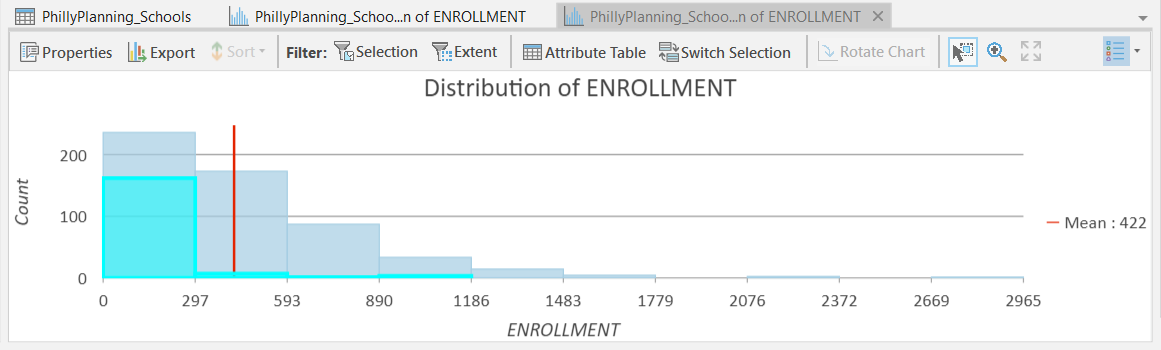 PhillyPlanning_Schools PhillyPlanning_Schoo...n of ENROLLMENT PhillyPlanning_Schoo...n of ENROLLMENT
Properties Export Sort Filter: Selection Extent Attribute Table Switch Selection Rotate Chart
Distribution of ENROLLMENT
200
100
0
Count
0 297 593 890 1186 1483 1779 2076 2372 2669 2965
ENROLLMENT
Mean : 422